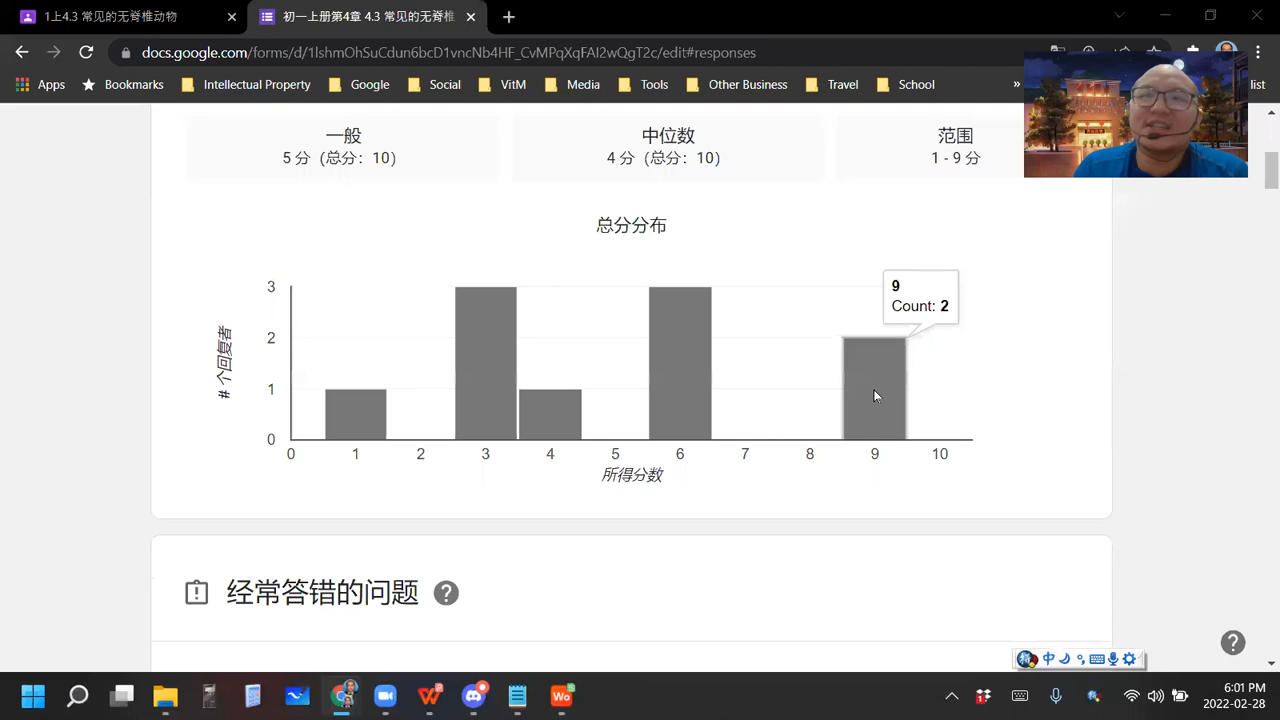 1上4.3 常见的无脊椎动物
初一上册第4章 4.3 常见的无脊椎
docs.google.com/forms/d/1lshmOhSuCdun6bcD1yncNb4HF_CyMPqXqFAI2wQgT2c/edit#responses
Apps
Bookmarks
Intellectual Property
Google
Social
VitM
Media
Tools
Other Business
Travel
School
»
list
一般
5 分（总分：10）
中位数
4 分（总分：10）
范围
1 - 9 分
总分分布
# 个回复者
3
2
1
0
9
Count: 2
0 1 2 3 4 5 6 7 8 9 10
所得分数
经常答错的问题
中
6:01 PM
2022-02-28